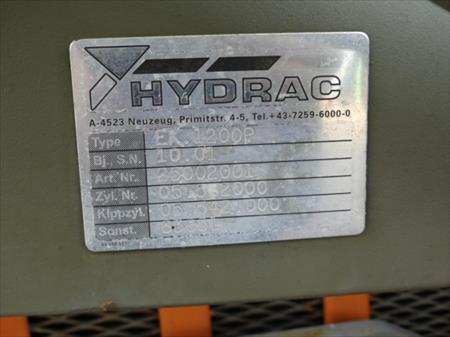 HYDRAC
A-4523 Neuzeug, Primitstr. 4-5, Tel.+43-7259-6000-0
Type EK 1200P
Bj., S.N. 10.01
Art. Nr. 25002001
Zyl. Nr.
Klppzyl.
Sonst.